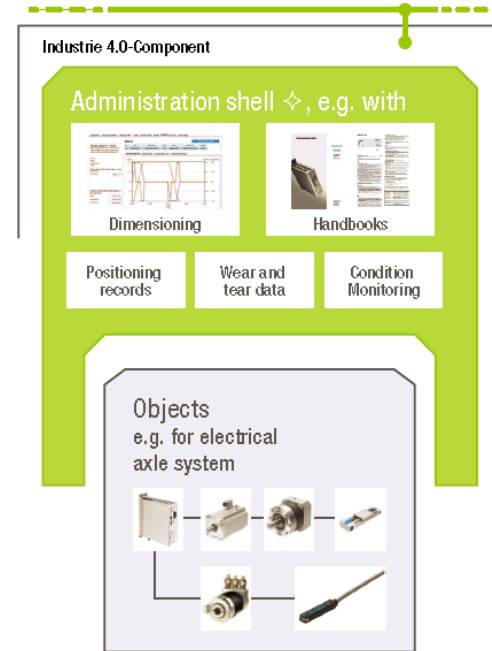 Industrie 4.0-Component
Administration shell ✧, e.g. with
Dimensioning
Handbooks
Positioning
records
Wear and
tear data
Condition
Monitoring
Objects
e.g. for electrical
axle system